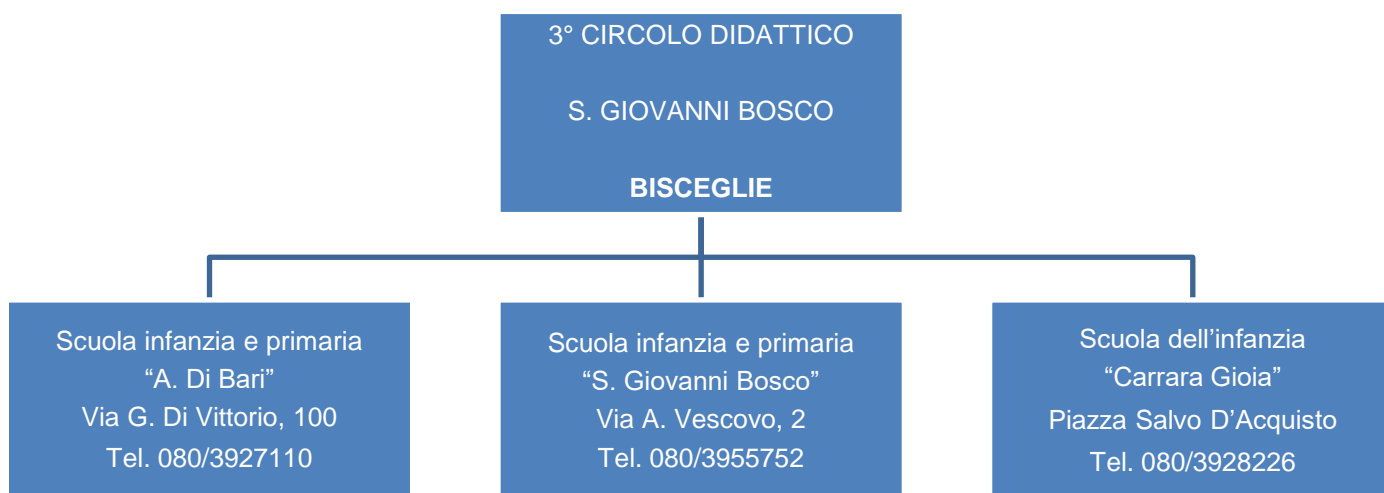 3° CIRCOLO DIDATTICO
S. GIOVANNI BOSCO
BISCEGLIE
Scuola infanzia e primaria
“A. Di Bari”
Via G. Di Vittorio, 100
Tel. 080/3927110
Scuola infanzia e primaria
“S. Giovanni Bosco”
Via A. Vescovo, 2
Tel. 080/3955752
Scuola dell’infanzia
“Carrara Gioia”
Piazza Salvo D’Acquisto
Tel. 080/3928226